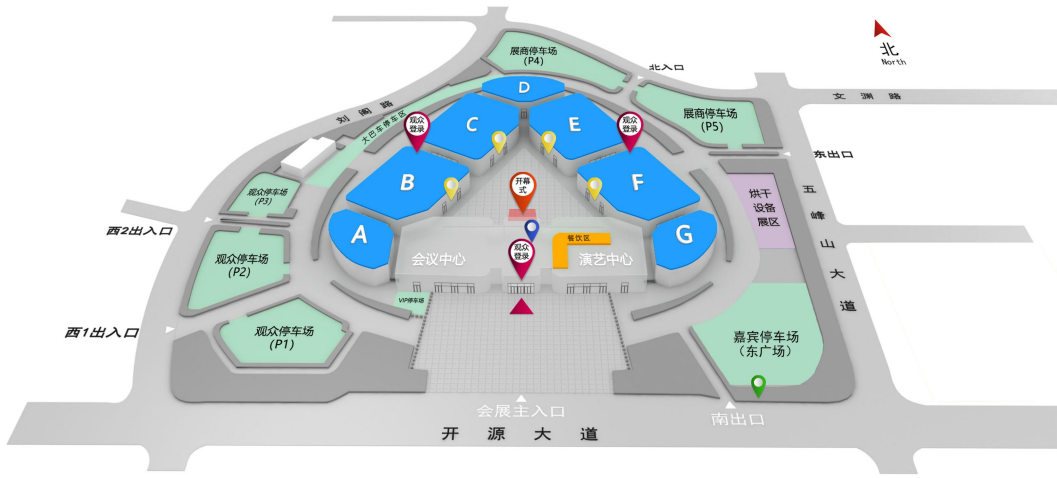 展商停车场
(P4)
北
North
北入口
文渊路
刘阁路
大巴车停车区
D
C
E
观众
登录
观众
登录
展商停车场
(P5)
东出口
B
F
开幕
式
观众停车场
(P3)
烘干
设备
展区
五峰山大道
西2出入口
A
G
餐饮区
观众
登录
会议中心
演艺中心
观众停车场
(P2)
VIP停车场
西1出入口
观众停车场
(P1)
嘉宾停车场
(东广场)
会展主入口
南出口
开源大道